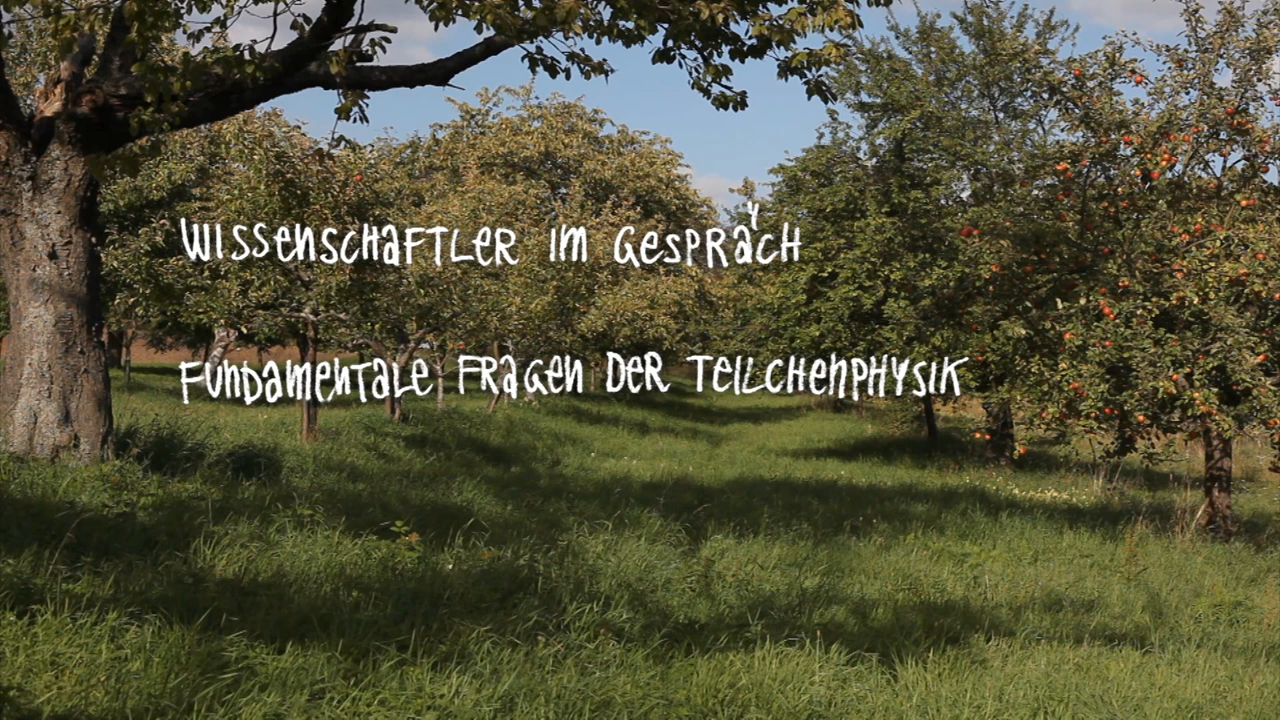 Wissenschaftler im Gespräch
Fundamentale Fragen der Teilchenphysik